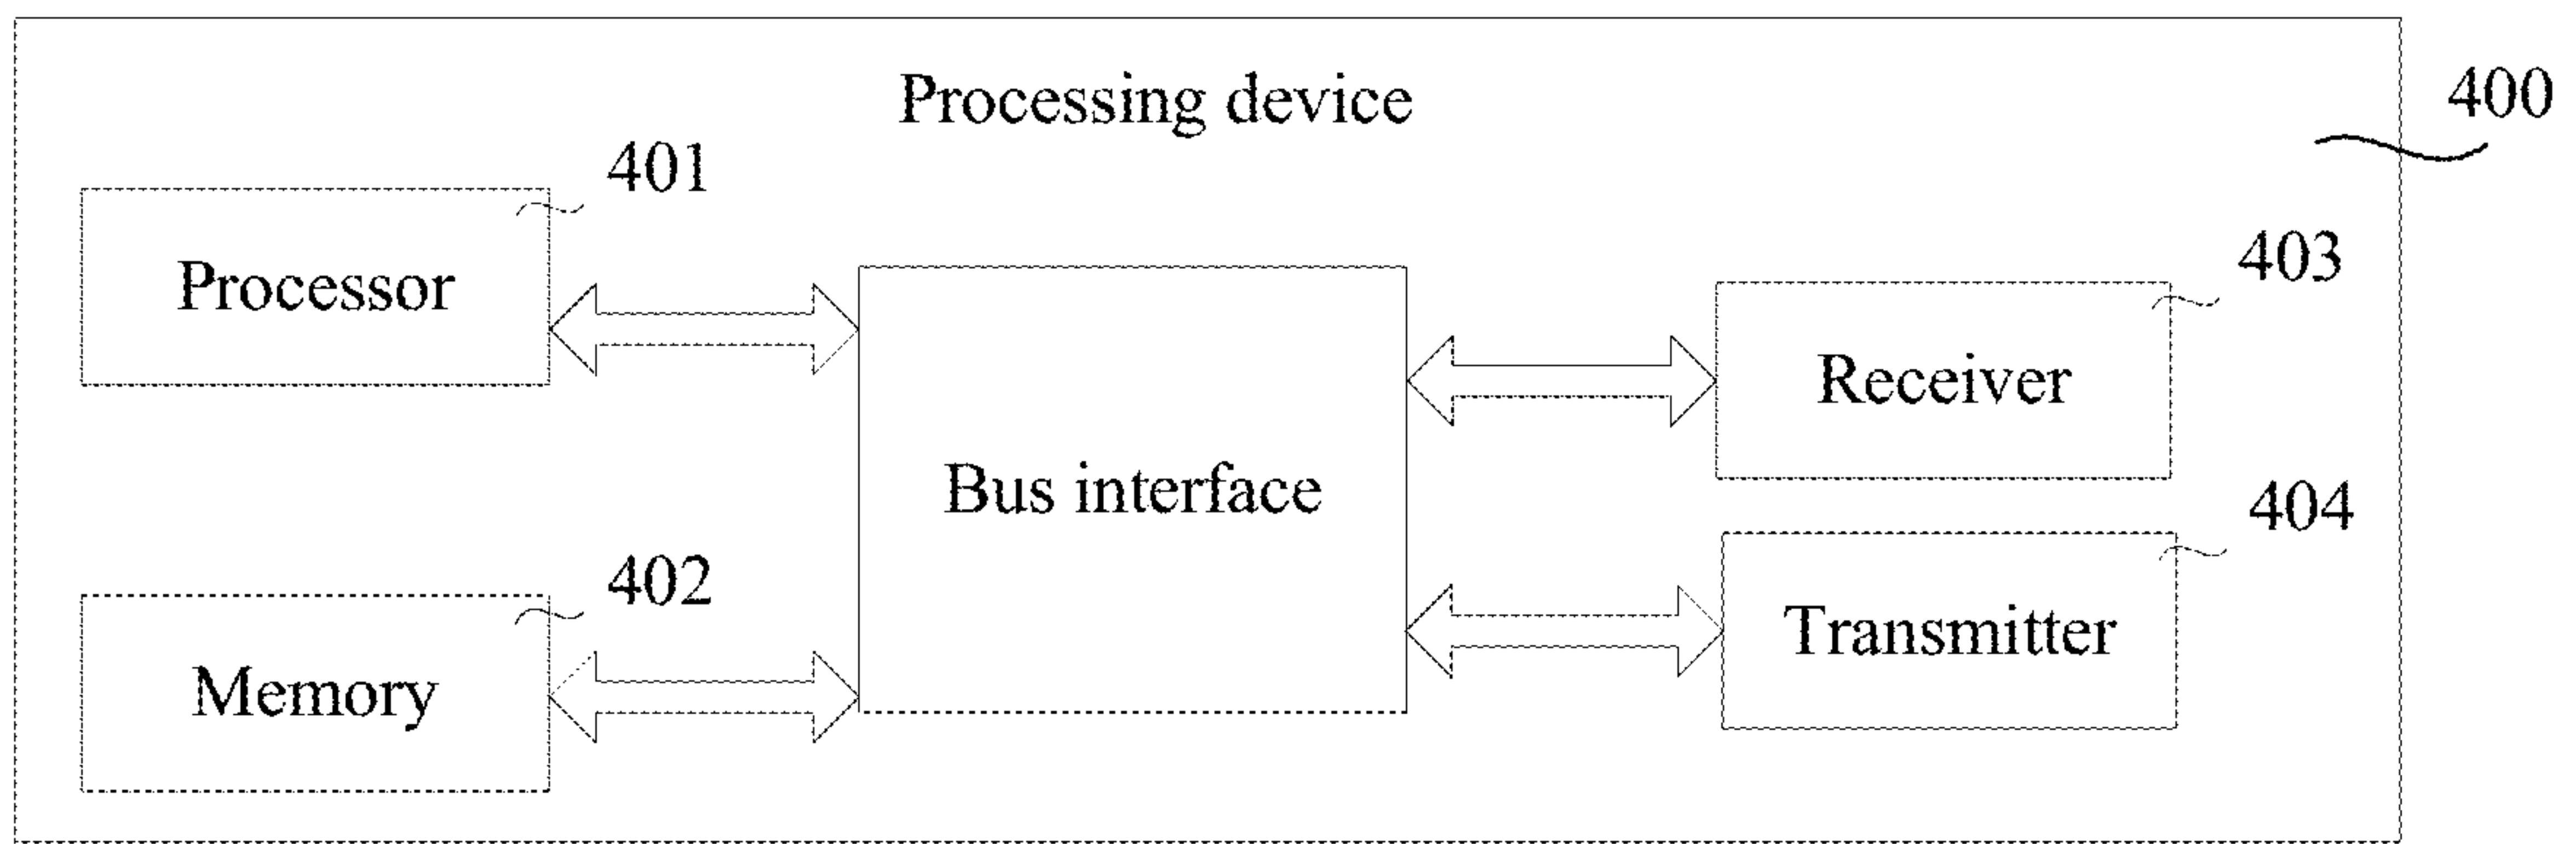 Processing device
400
401
Processor
403
Receiver
Bus interface
402
Memory
404
Transmitter